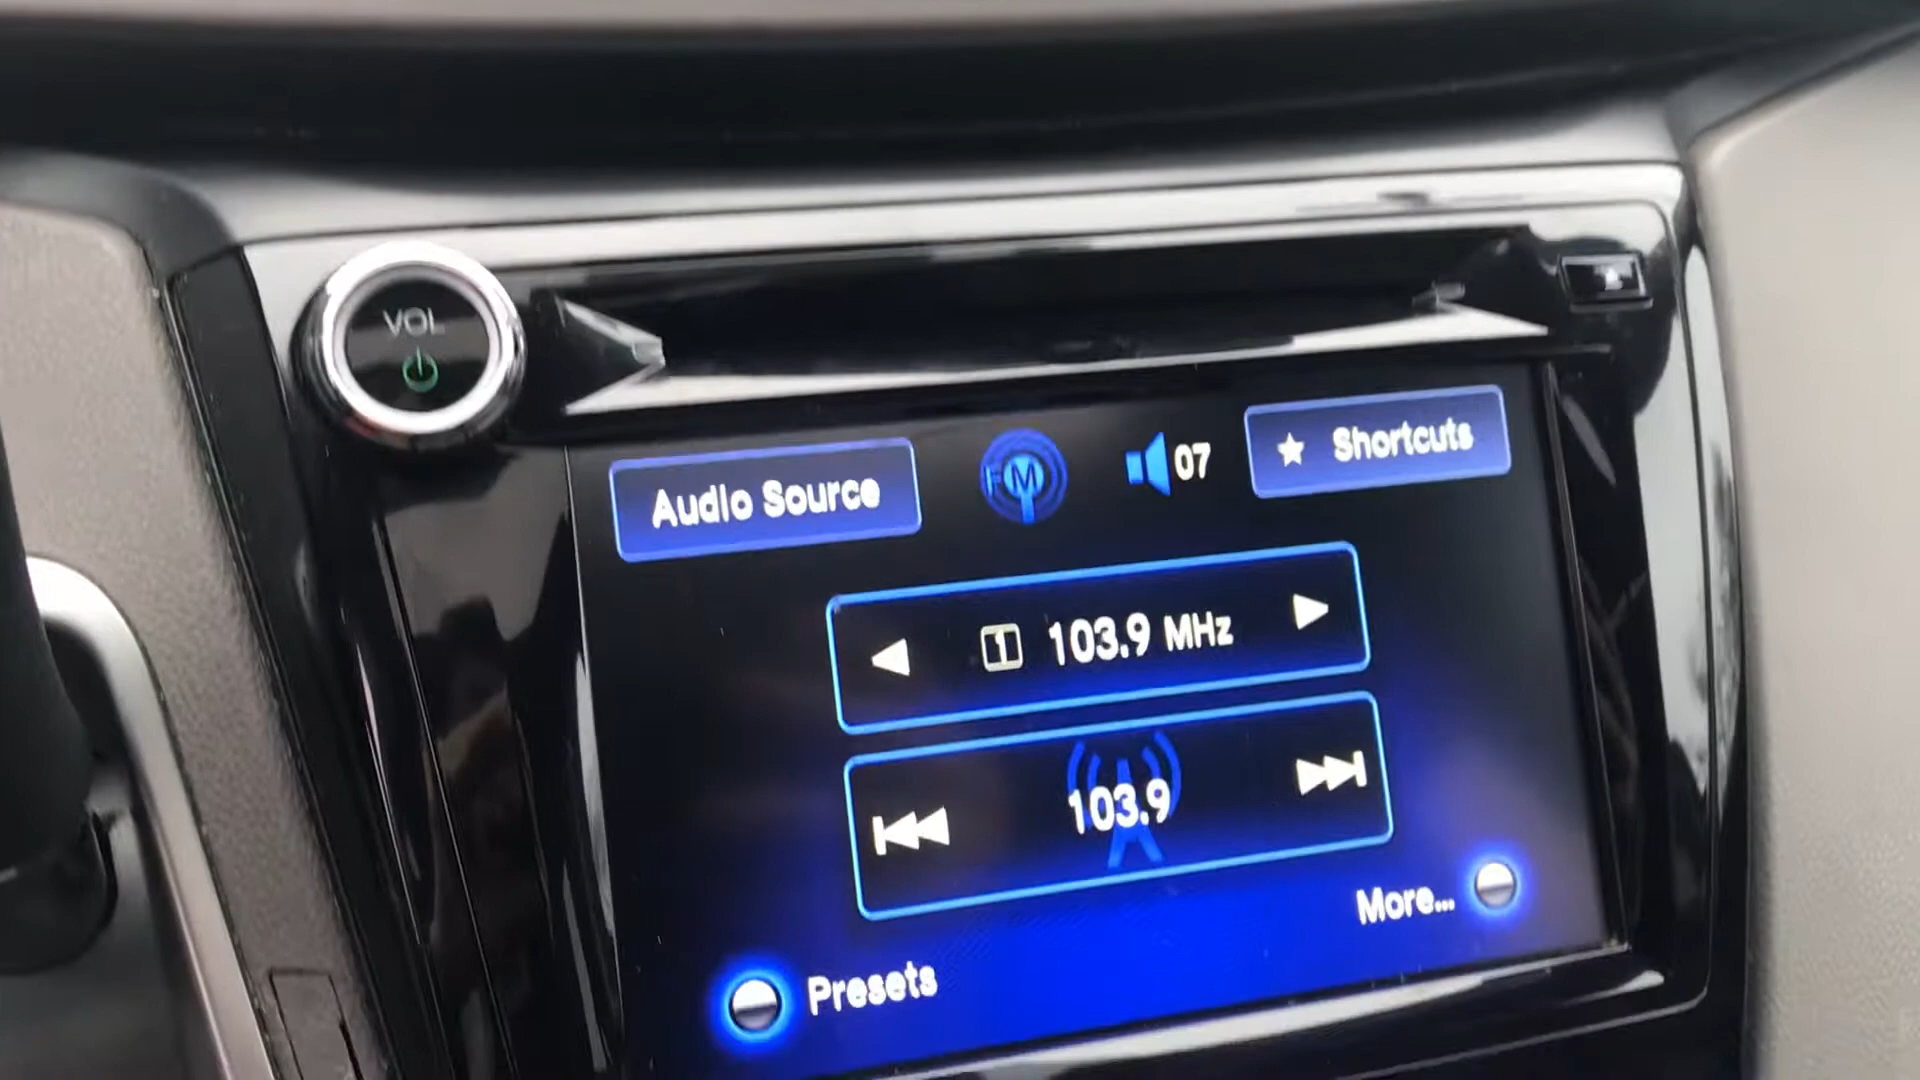 VOL
Audio Source
FM
07
★ Shortcuts
1 103.9 MHz
103.9
More...
Presets